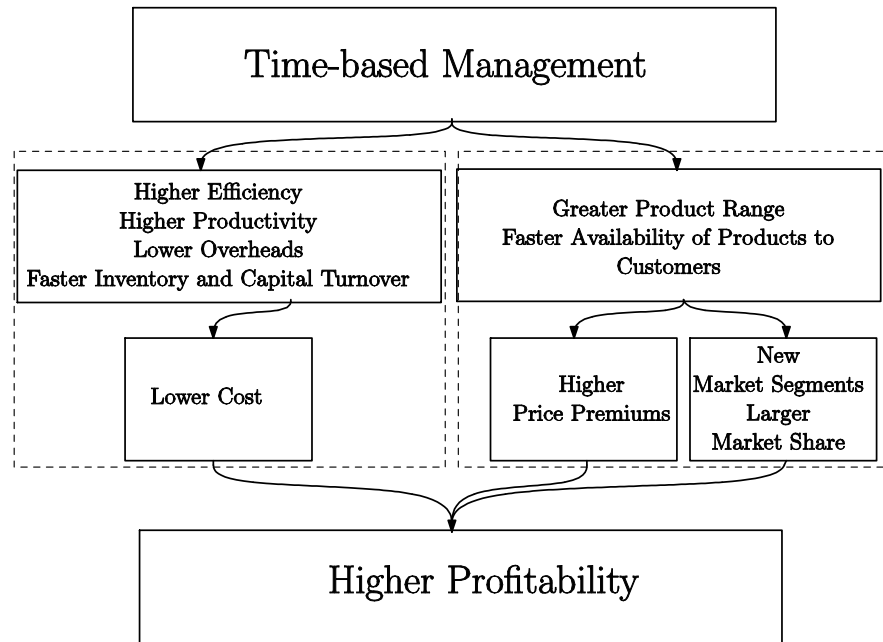 Time-based Management
Higher Efficiency
Higher Productivity
Lower Overheads
Faster Inventory and Capital Turnover
Greater Product Range
Faster Availability of Products to
Customers
Lower Cost
Higher
Price Premiums
New
Market Segments
Larger
Market Share
Higher Profitability